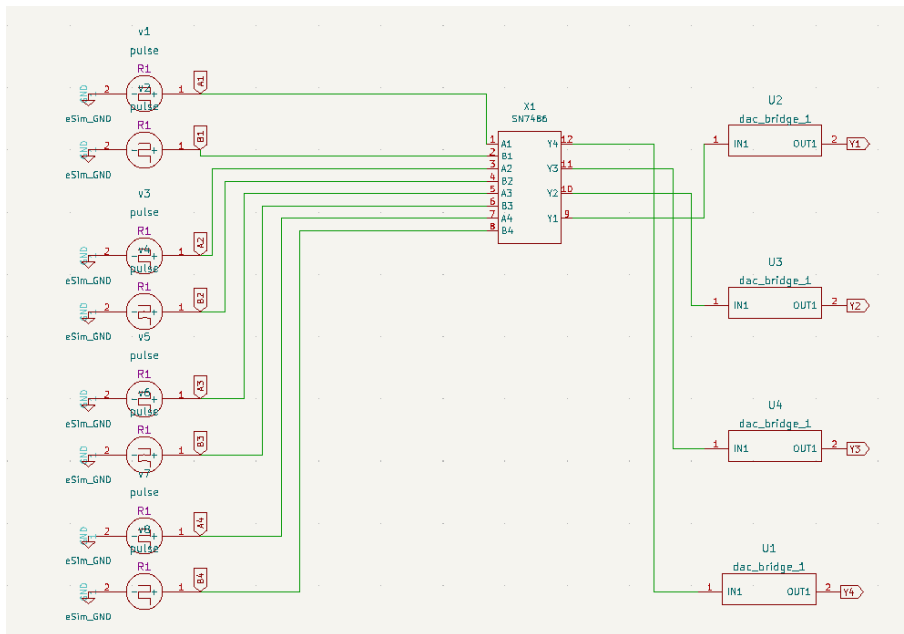 v1
pulse
R1
A1
GND
2
1
eSim_GND
v2
pulse
R1
B1
GND
2
1
eSim_GND
v3
pulse
R1
A2
GND
2
1
eSim_GND
v4
pulse
R1
B2
GND
2
1
eSim_GND
v5
pulse
R1
A3
GND
2
1
eSim_GND
v6
pulse
R1
B3
GND
2
1
eSim_GND
v7
pulse
R1
A4
GND
2
1
eSim_GND
v8
pulse
R1
B4
GND
2
1
eSim_GND
X1
SN7486
1 A1 Y4 12
2 B1
3 A2 Y3 11
4 B2
5 A3 Y2 10
6 B3
7 A4 Y1 9
8 B4
U2
dac_bridge_1
1 IN1 OUT1 2 Y1
U3
dac_bridge_1
1 IN1 OUT1 2 Y2
U4
dac_bridge_1
1 IN1 OUT1 2 Y3
U1
dac_bridge_1
1 IN1 OUT1 2 Y4